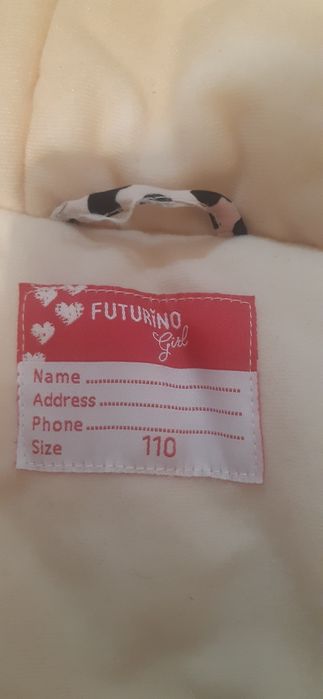 FUTURiNO
Girl
Name ..............................
Address ..........................
Phone ............................
Size 110